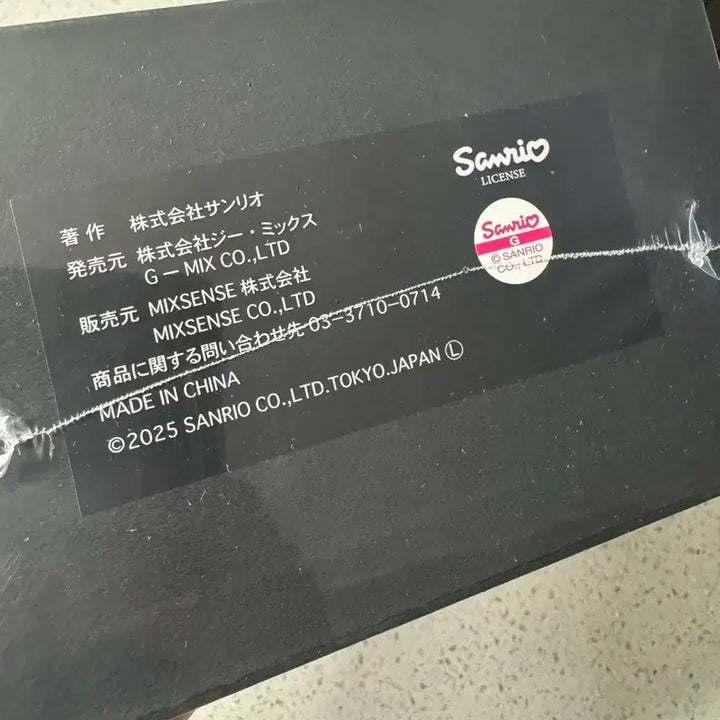 Sanrio
LICENSE
著作 株式会社サンリオ
発売元 株式会社ジー・ミックス
G－MIX CO.,LTD
販売元 MIXSENSE 株式会社
MIXSENSE CO.,LTD
商品に関する問い合わせ先 03-3710-0714
MADE IN CHINA
©2025 SANRIO CO.,LTD.TOKYO.JAPAN Ⓛ
Sanrio
G
© SANRIO
CO., LTD